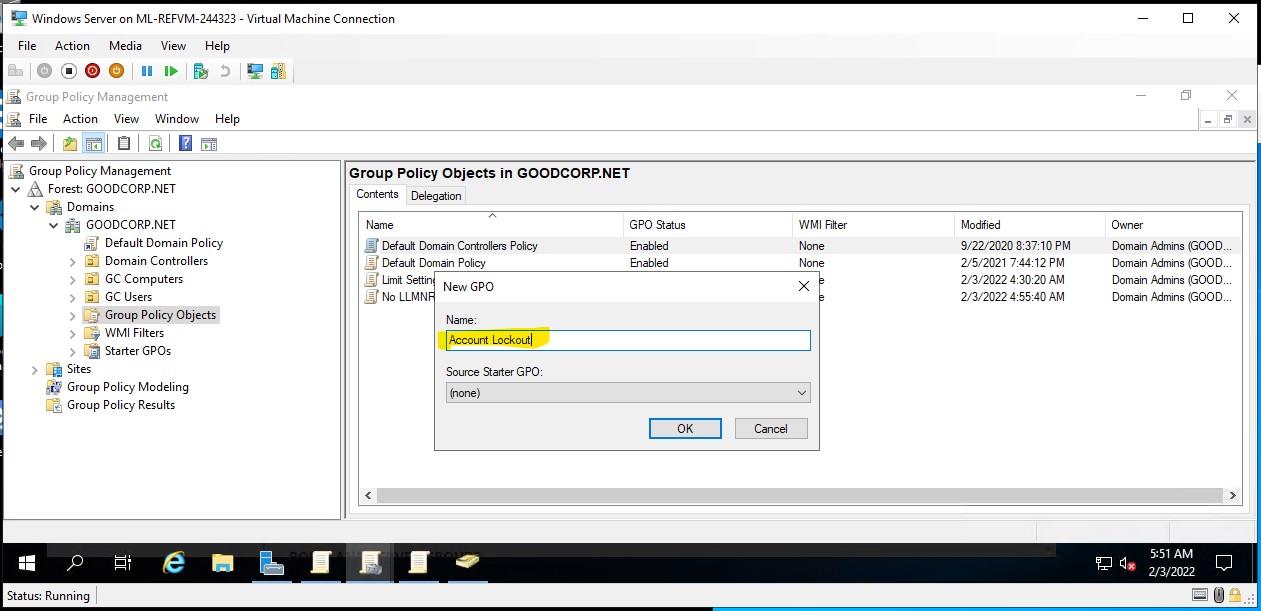 Windows Server on ML-REFVM-244323 - Virtual Machine Connection
File Action Media View Help
Group Policy Management
File Action View Window Help
Group Policy Management
Forest: GOODCORP.NET
Domains
GOODCORP.NET
Default Domain Policy
Domain Controllers
GC Computers
GC Users
Group Policy Objects
WMI Filters
Starter GPOs
Sites
Group Policy Modeling
Group Policy Results
Group Policy Objects in GOODCORP.NET
Contents Delegation
Name GPO Status WMI Filter Modified Owner
Default Domain Controllers Policy Enabled None 9/22/2020 8:37:10 PM Domain Admins (GOOD...
Default Domain Policy Enabled None 2/5/2021 7:44:12 PM Domain Admins (GOOD...
Limit Setting 2/3/2022 4:30:20 AM Domain Admins (GOOD...
No LLMNR 2/3/2022 4:55:40 AM Domain Admins (GOOD...
New GPO
Name:
Account Lockout
Source Starter GPO:
(none)
OK Cancel
5:51 AM
2/3/2022
Status: Running